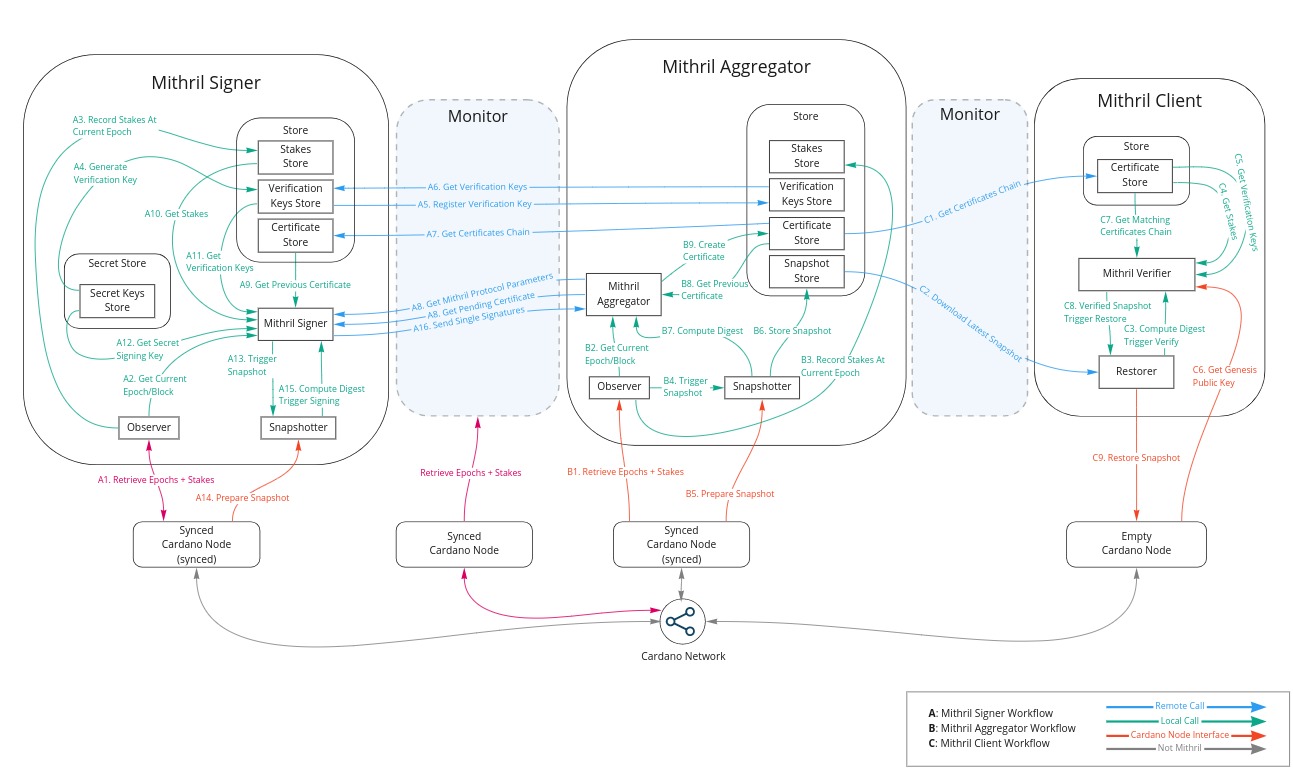 Mithril Signer
A3. Record Stakes At
Current Epoch
A4. Generate
Verification Key
Store
Stakes
Store
Verification
Keys Store
Certificate
Store
A10. Get Stakes
A11. Get
Verification Keys
A9. Get Previous Certificate
Secret Store
Secret Keys
Store
Mithril Signer
A12. Get Secret
Signing Key
A2. Get Current
Epoch/Block
A13. Trigger
Snapshot
A15. Compute Digest
Trigger Signing
Observer
Snapshotter
A1. Retrieve Epochs + Stakes
A14. Prepare Snapshot
Synced
Cardano Node
(synced)
Monitor
A6. Get Verification Keys
A5. Register Verification Key
A7. Get Certificates Chain
A8. Get Mithril Protocol Parameters
A8. Get Pending Certificate
A16. Send Single Signatures
Retrieve Epochs + Stakes
Synced
Cardano Node
Mithril Aggregator
Store
Stakes
Store
Verification
Keys Store
Certificate
Store
Snapshot
Store
B9. Create
Certificate
B8. Get Previous
Certificate
Mithril
Aggregator
B7. Compute Digest
B6. Store Snapshot
B2. Get Current
Epoch/Block
B3. Record Stakes At
Current Epoch
B4. Trigger
Snapshot
Observer
Snapshotter
B1. Retrieve Epochs + Stakes
B5. Prepare Snapshot
Synced
Cardano Node
(synced)
Cardano Network
Monitor
C1. Get Certificates Chain
C2. Download Latest Snapshot
Mithril Client
Store
Certificate
Store
C5. Get Verification Keys
C4. Get Stakes
C7. Get Matching
Certificates Chain
Mithril Verifier
C8. Verified Snapshot
Trigger Restore
C3. Compute Digest
Trigger Verify
Restorer
C6. Get Genesis
Public Key
C9. Restore Snapshot
Empty
Cardano Node
A: Mithril Signer Workflow
B: Mithril Aggregator Workflow
C: Mithril Client Workflow
Remote Call
Local Call
Cardano Node Interface
Not Mithril